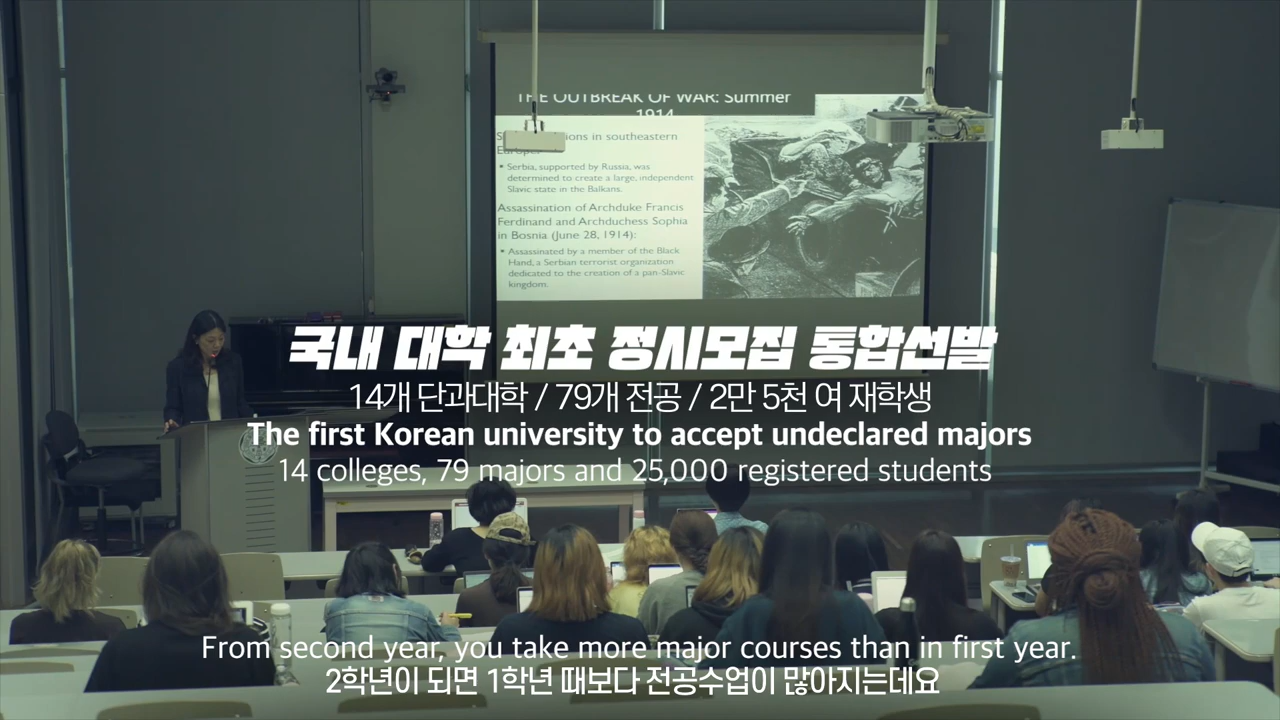 THE OUTBREAK OF WAR: Summer
1914
in southeastern
Serbia, supported by Russia, was
determined to create a large, independent
Slavic state in the Balkans.
Assassination of Archduke Francis
Ferdinand and Archduchess Sophia
in Bosnia (June 28, 1914):
Assassinated by a member of the Black
Hand, a Serbian terrorist organization
dedicated to the creation of a pan-Slavic
kingdom.
국내 대학 최초 정시모집 통합선발
14개 단과대학 / 79개 전공 / 2만 5천 여 재학생
The first Korean university to accept undeclared majors
14 colleges, 79 majors and 25,000 registered students
From second year, you take more major courses than in first year.
2학년이 되면 1학년 때보다 전공수업이 많아지는데요